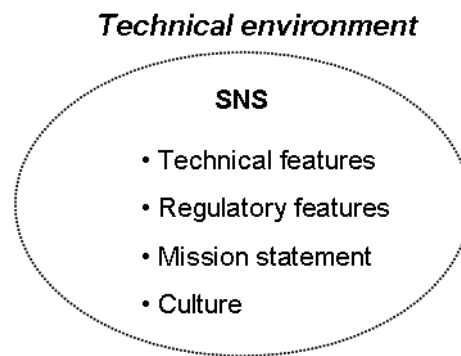 Technical environment
SNS
• Technical features
• Regulatory features
• Mission statement
• Culture